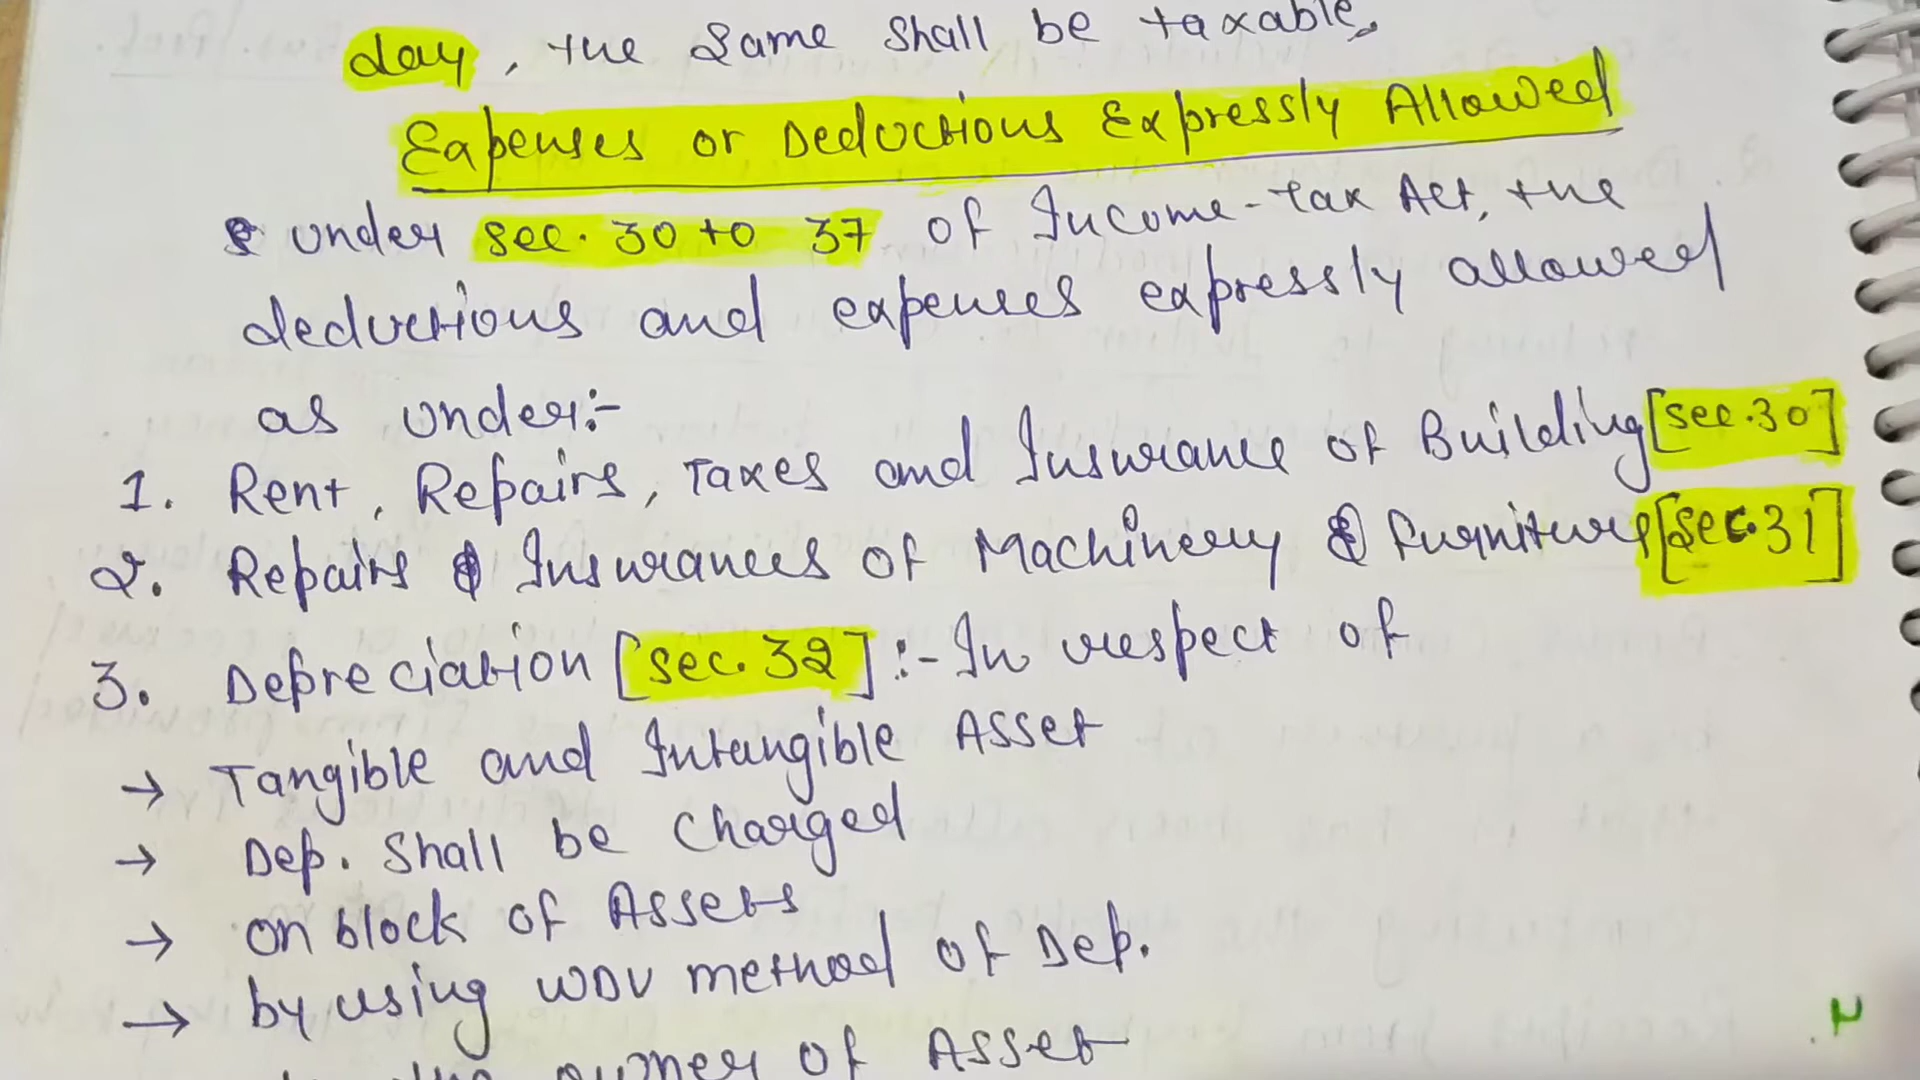 day, the same shall be taxable.
Expenses or Deductions Expressly Allowed
under sec. 30 to 37 of Income-tax Act, the
deductions and expenses expressly allowed
as under:-
1. Rent, Repairs, Taxes and Insurance of Building [sec.30]
2. Repairs & Insurances of Machinery & furniture [sec.31]
3. Depreciation [sec.32]:- In respect of
→ Tangible and Intangible Asset
→ Dep. shall be charged
→ on block of Assets
→ by using WDV method of Dep.
the owner of Asset